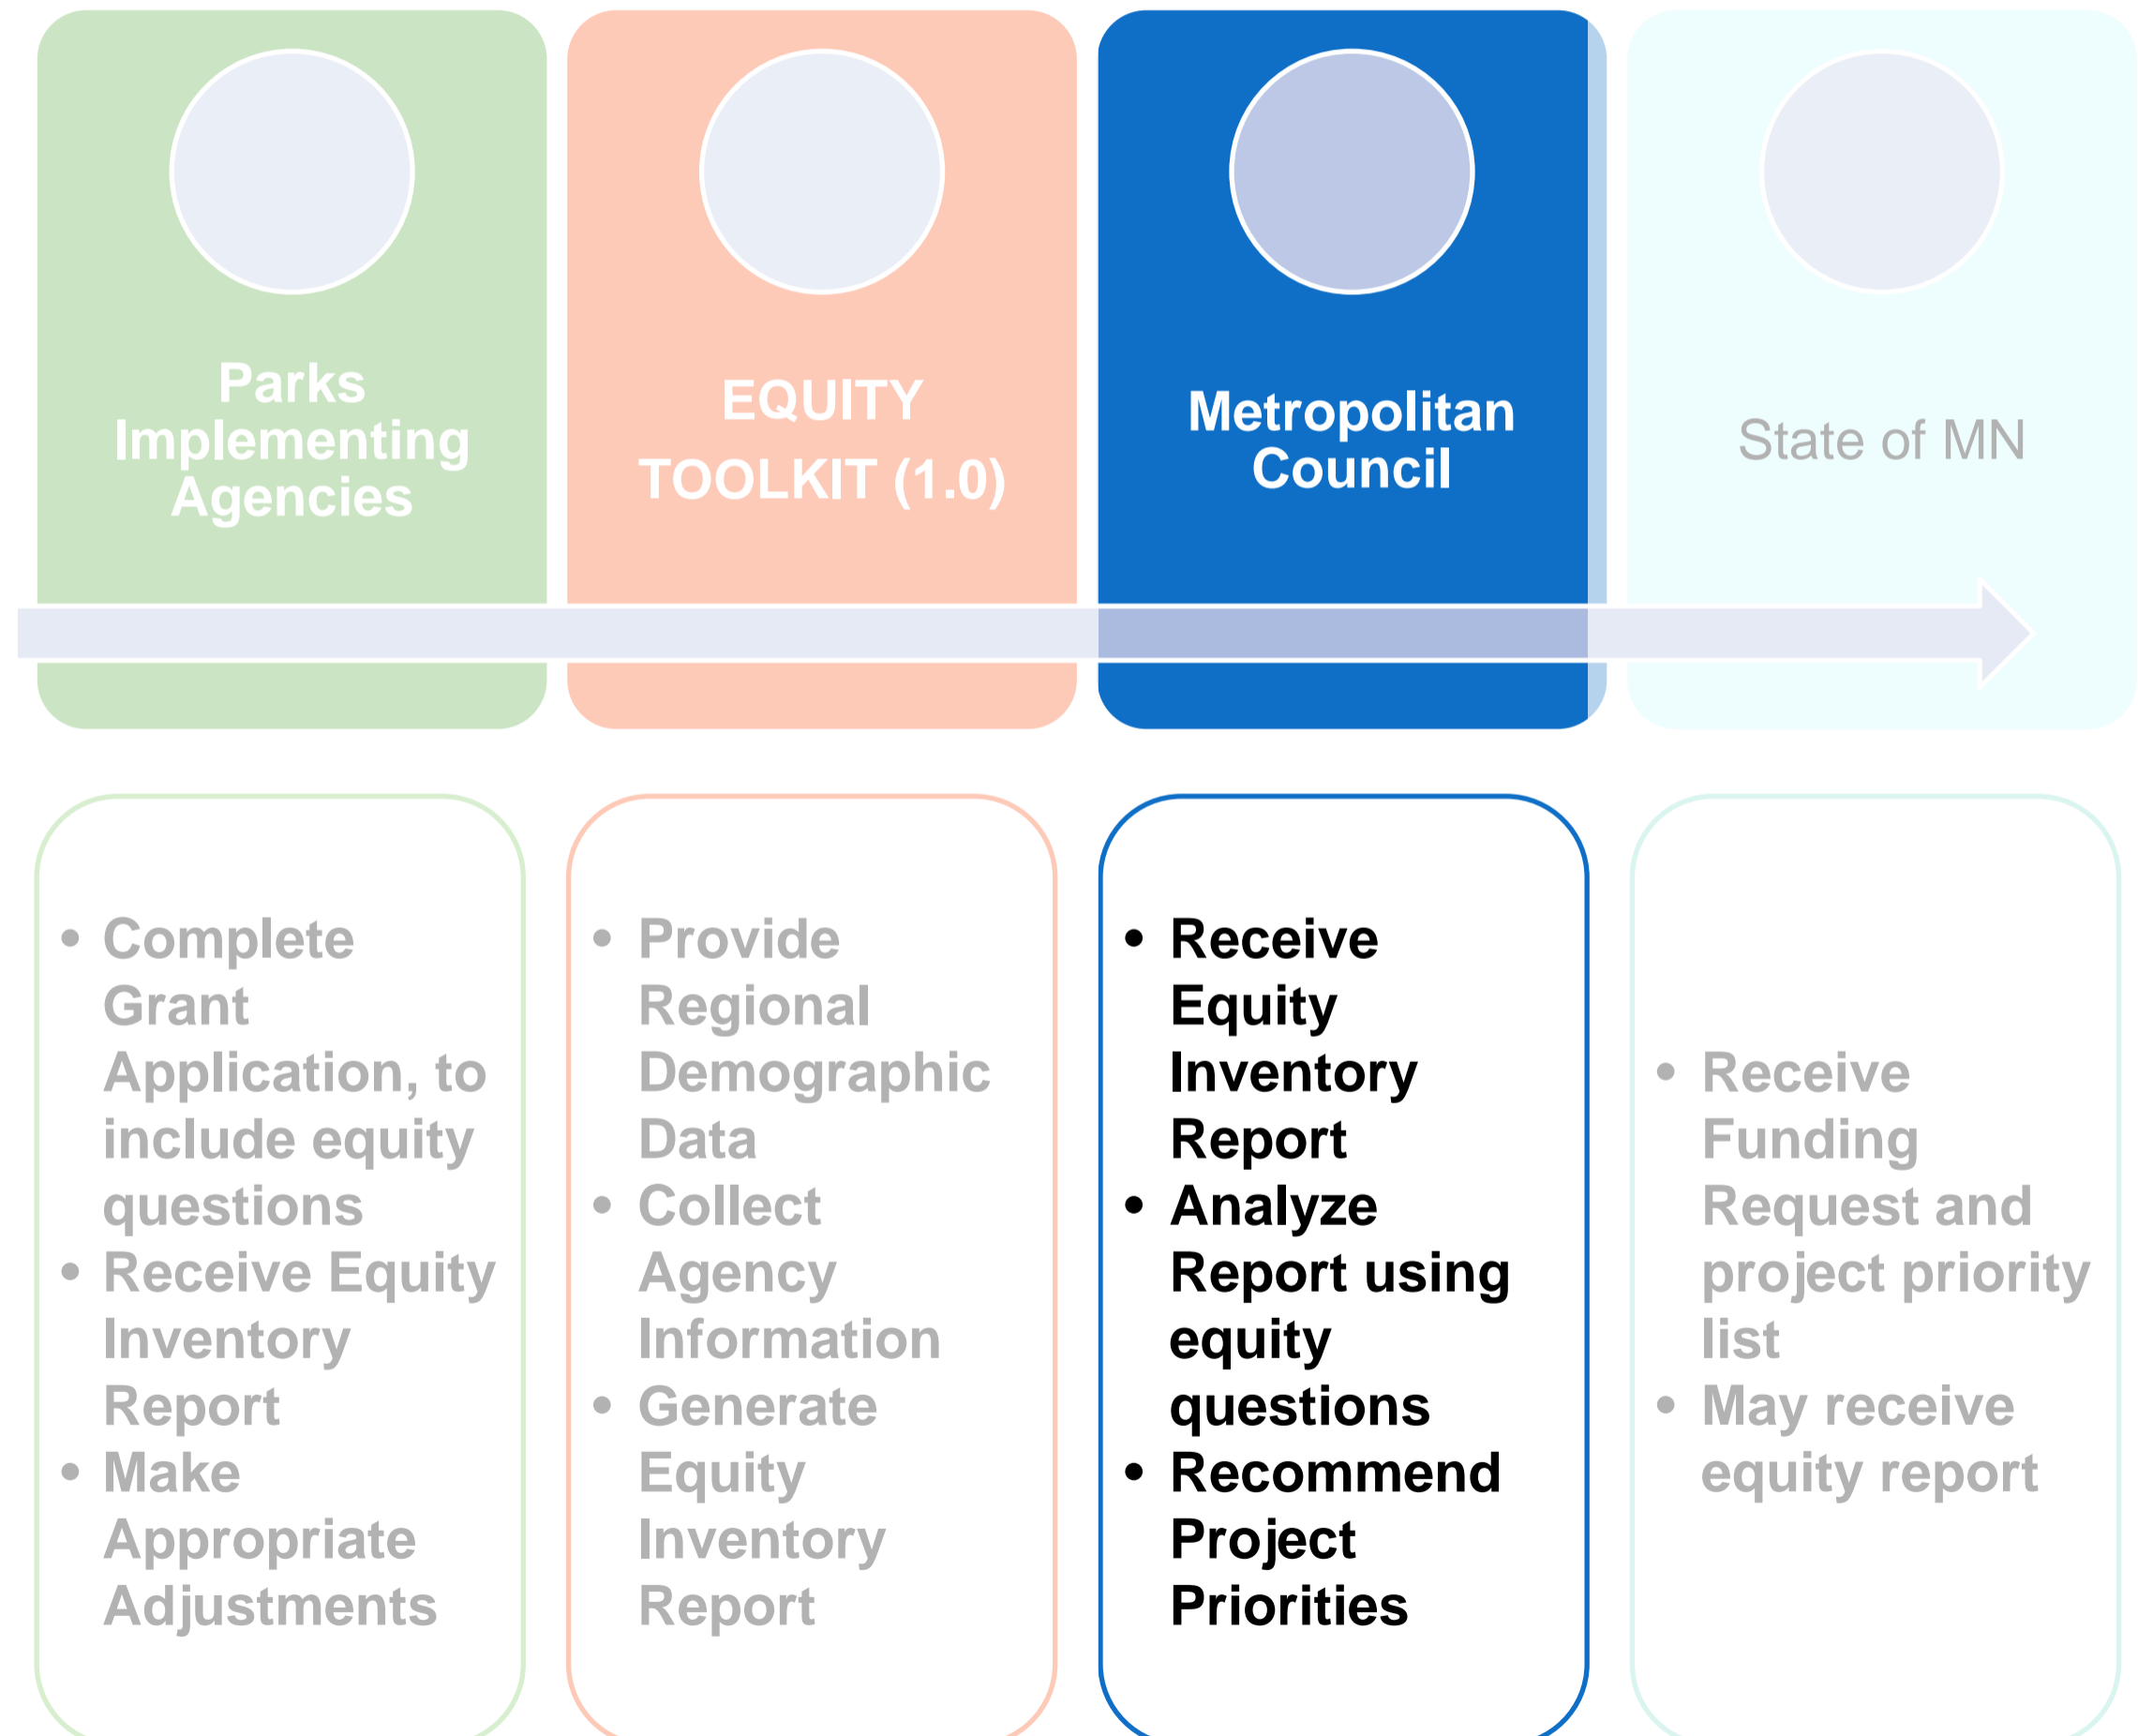 Parks
Implementing
Agencies
EQUITY
TOOLKIT (1.0)
Metropolitan
Council
State of MN
• Complete
Grant
Application, to
include equity
questions
• Receive Equity
Inventory
Report
• Make
Appropriate
Adjustments
• Provide
Regional
Demographic
Data
• Collect
Agency
Information
• Generate
Equity
Inventory
Report
• Receive
Equity
Inventory
Report
• Analyze
Report using
equity
questions
• Recommend
Project
Priorities
• Receive
Funding
Request and
project priority
list
• May receive
equity report